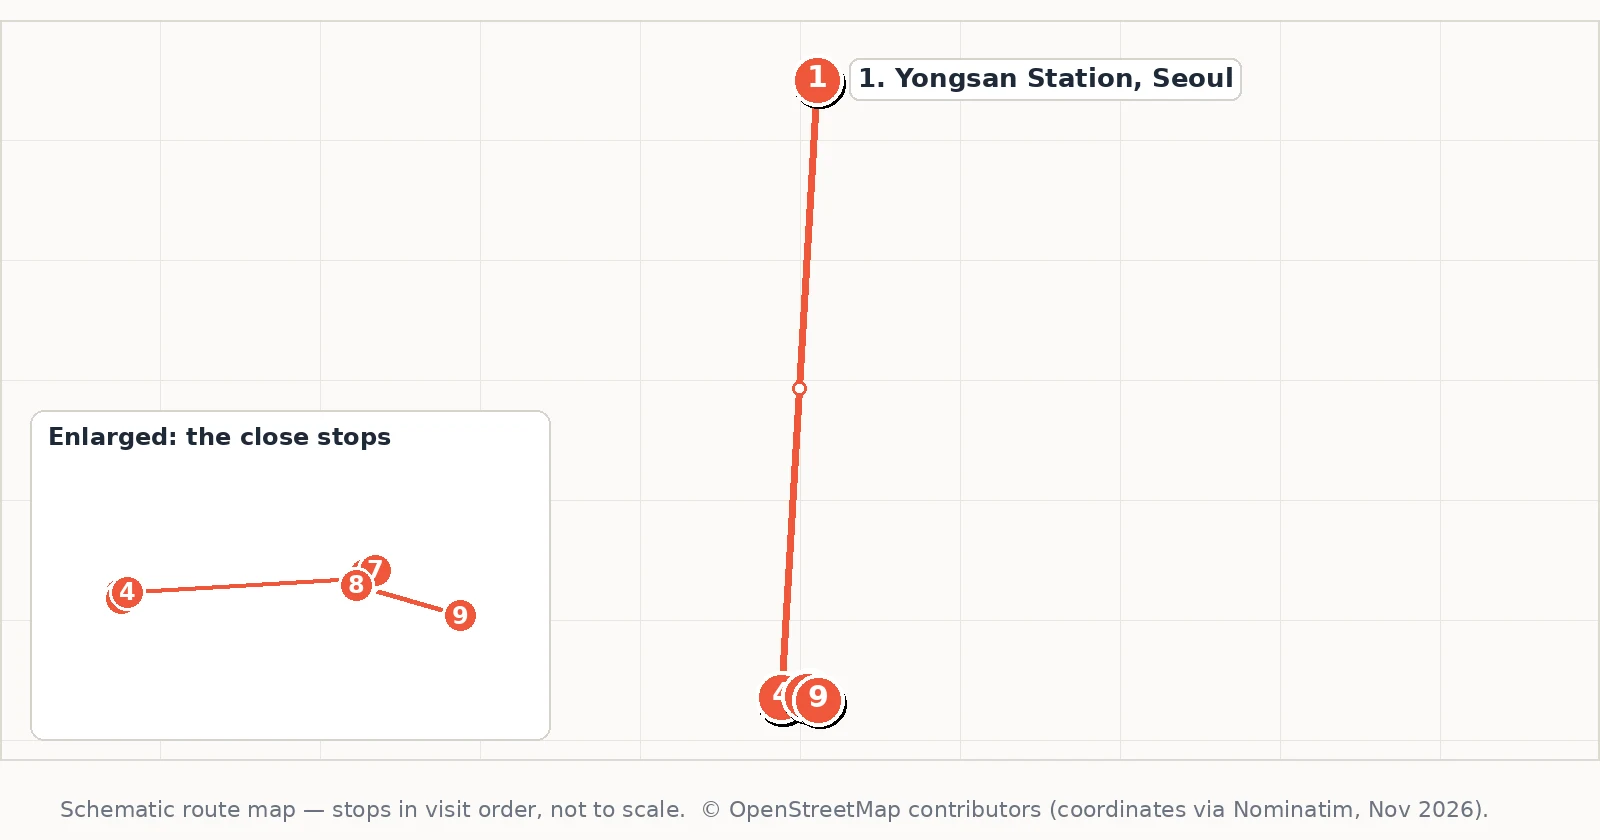 1
1. Yongsan Station, Seoul
Enlarged: the close stops
4
7
8
9
4
9
Schematic route map — stops in visit order, not to scale. © OpenStreetMap contributors (coordinates via Nominatim, Nov 2026).